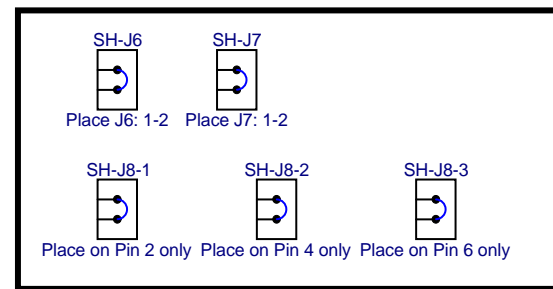 SH-J6 SH-J7
Place J6: 1-2 Place J7: 1-2
SH-J8-1 SH-J8-2 SH-J8-3
Place on Pin 2 only Place on Pin 4 only Place on Pin 6 only